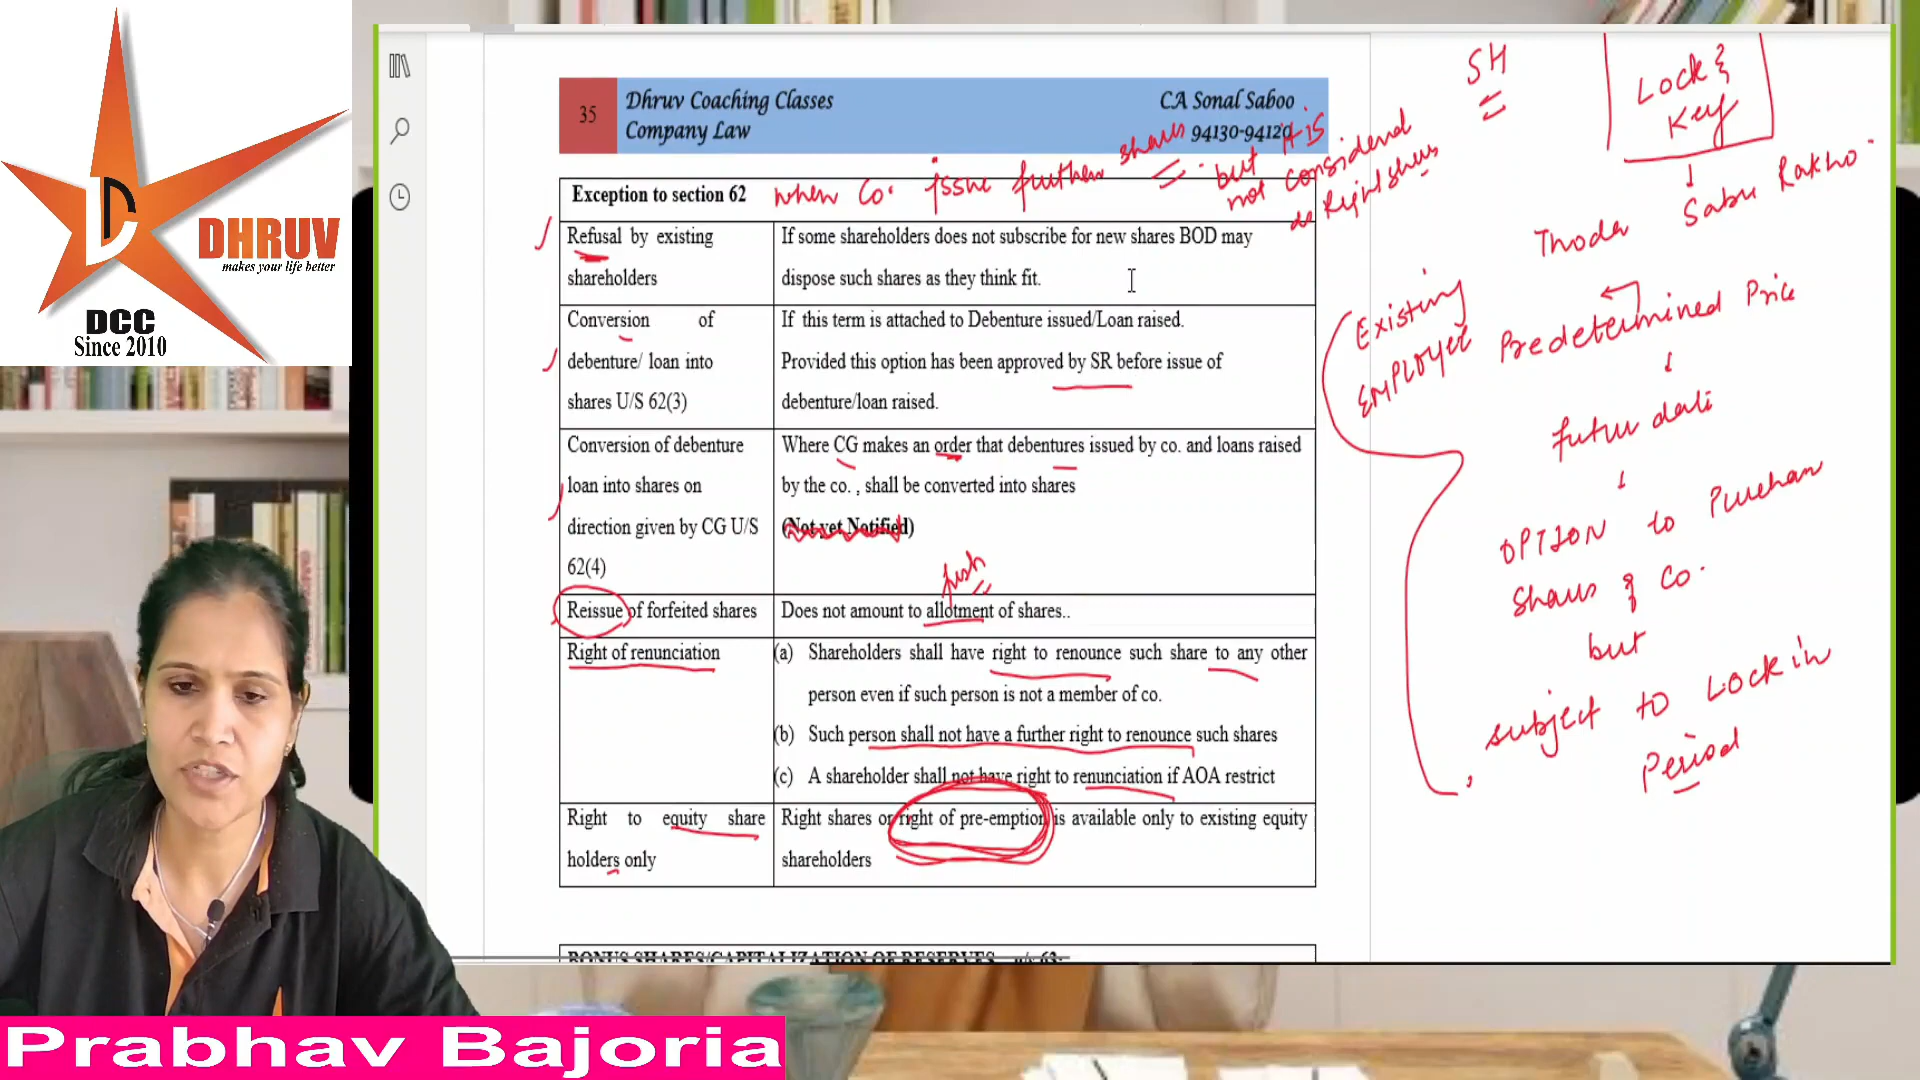 DHRUV
makes your life better
DCC
Since 2010
35
Dhruv Coaching Classes
Company Law
CA Sonal Saboo
94130-94120
Exception to section 62
when Co. issue further shares but it is
not considered
as Right shares
Refusal by existing
shareholders
If some shareholders does not subscribe for new shares BOD may
dispose such shares as they think fit.
Conversion of
debenture/ loan into
shares U/S 62(3)
If this term is attached to Debenture issued/Loan raised.
Provided this option has been approved by SR before issue of
debenture/loan raised.
Conversion of debenture
loan into shares on
direction given by CG U/S
62(4)
Where CG makes an order that debentures issued by co. and loans raised
by the co. , shall be converted into shares
(Not yet Notified)
fresh
Reissue of forfeited shares
Does not amount to allotment of shares..
Right of renunciation
(a) Shareholders shall have right to renounce such share to any other
person even if such person is not a member of co.
(b) Such person shall not have a further right to renounce such shares
(c) A shareholder shall not have right to renunciation if AOA restrict
Right to equity share
holders only
Right shares or right of pre-emption is available only to existing equity
shareholders
BONUS SHARES/CAPITALIZATION OF RESERVES u/s 63:
SH
Lock &
Key
Thoda Sabu Rakho
Existing
EMPLOYEE
Predetermined Price
future date
OPTION to Purchase
Shares of Co.
but
subject to Lock in
Period
Prabhav Bajoria